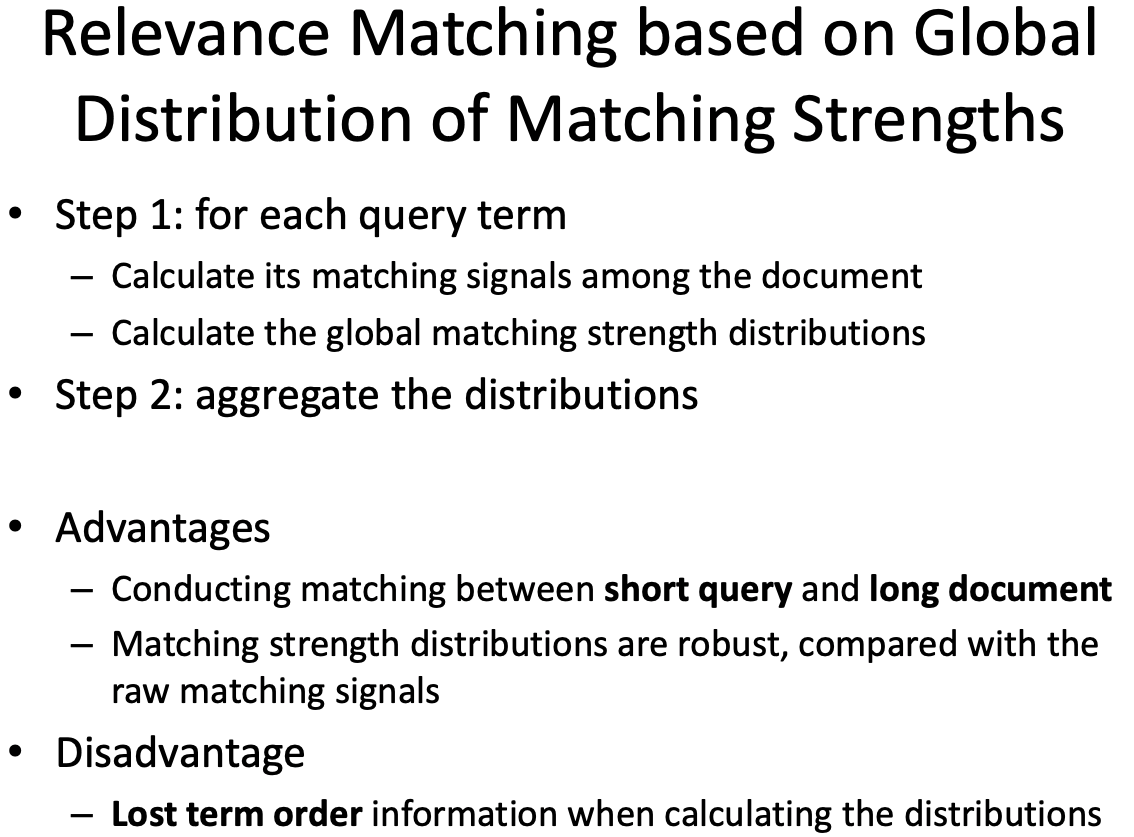 Relevance Matching based on Global
Distribution of Matching Strengths
• Step 1: for each query term
– Calculate its matching signals among the document
– Calculate the global matching strength distributions
• Step 2: aggregate the distributions
• Advantages
– Conducting matching between short query and long document
– Matching strength distributions are robust, compared with the
raw matching signals
• Disadvantage
– Lost term order information when calculating the distributions